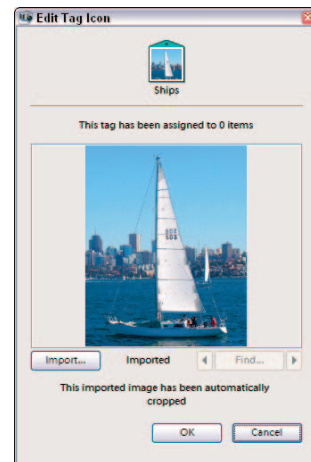 Edit Tag Icon
Ships
This tag has been assigned to 0 items
Import...
Imported
Find...
This imported image has been automatically
cropped
OK
Cancel